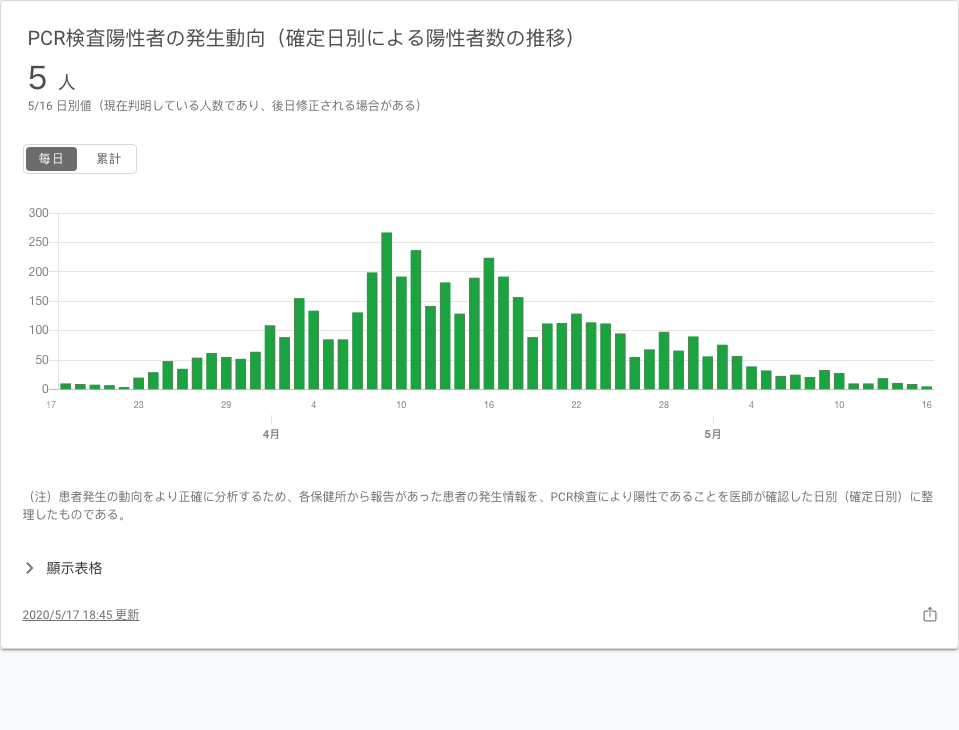 PCR検査陽性者の発生動向（確定日別による陽性者数の推移）
5 人
5/16 日別値（現在判明している人数であり、後日修正される場合がある）
每日 累計
300
250
200
150
100
50
0
17 23 29 4 10 16 22 28 4 10 16
4月 5月
（注）患者発生の動向をより正確に分析するため、各保健所から報告があった患者の発生情報を、PCR検査により陽性であることを医師が確認した日別（確定日別）に整
理したものである。
顯示表格
2020/5/17 18:45 更新